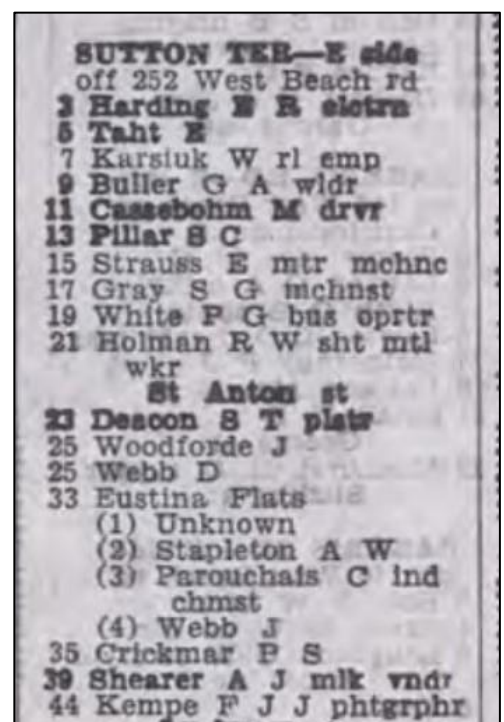 SUTTON TER—E side
off 252 West Beach rd
3 Harding E R elctrn
5 Taht E
7 Karsiuk W rl emp
9 Buller G A wldr
11 Cassebohm M drvr
13 Pillar S C
15 Strauss E mtr mchnc
17 Gray S G mchnst
19 White P G bus oprtr
21 Holman R W sht mtl
wkr
St Anton st
23 Deacon S T plstr
25 Woodforde J
25 Webb D
33 Eustina Flats
(1) Unknown
(2) Stapleton A W
(3) Parouchais C ind
chmst
(4) Webb J
35 Crickmar P S
39 Shearer A J mlk vndr
44 Kempe F J J phtgrphr